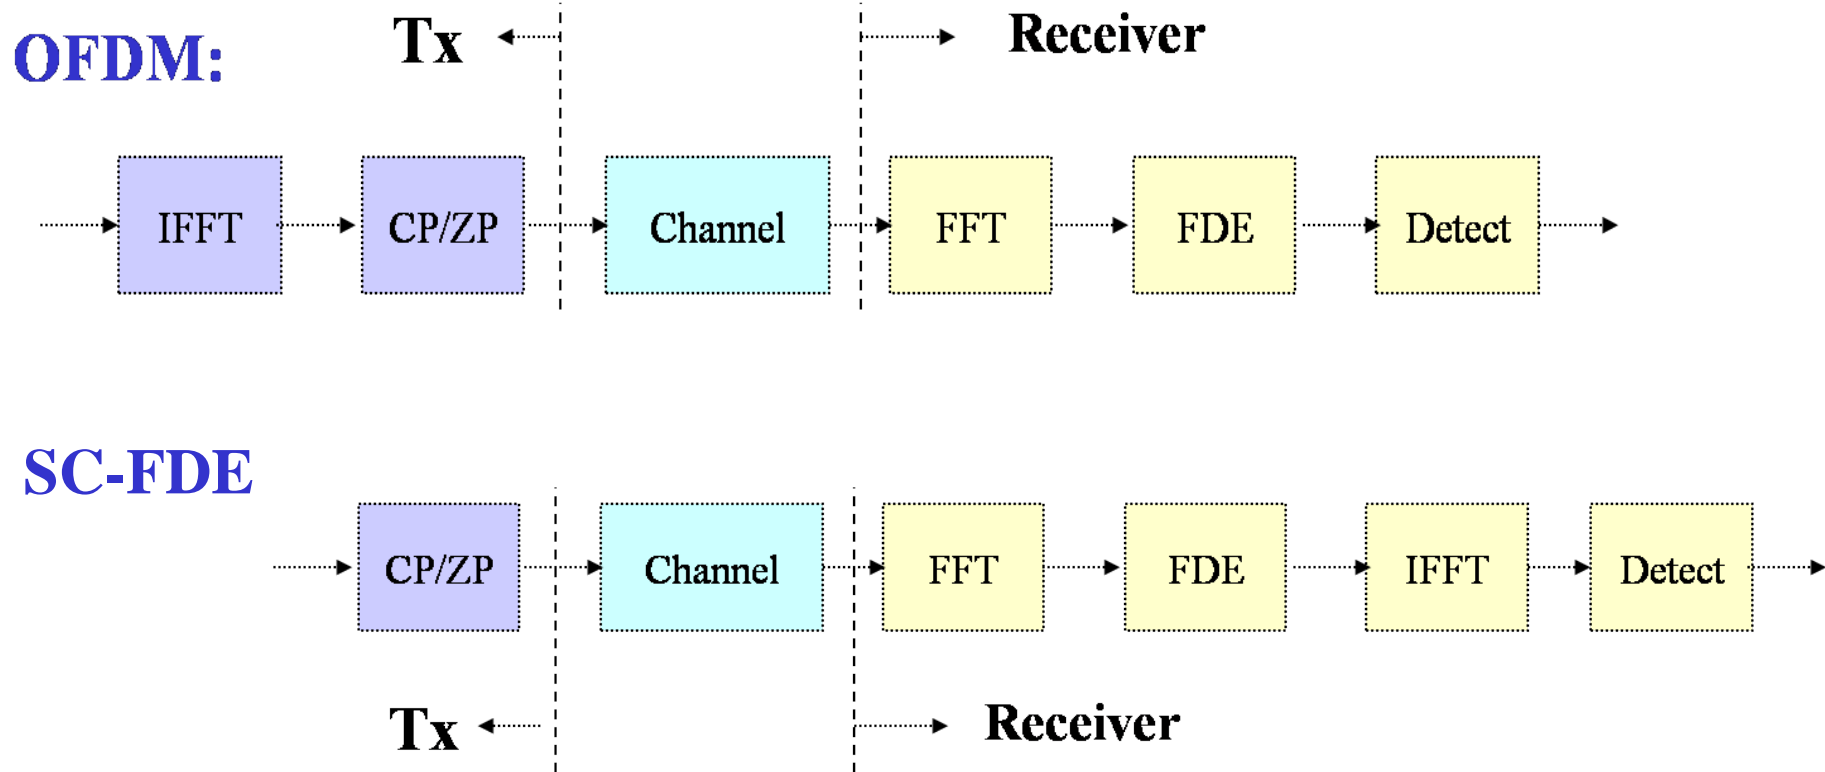 OFDM:
Tx
Receiver
IFFT
CP/ZP
Channel
FFT
FDE
Detect
SC-FDE
CP/ZP
Channel
FFT
FDE
IFFT
Detect
Tx
Receiver